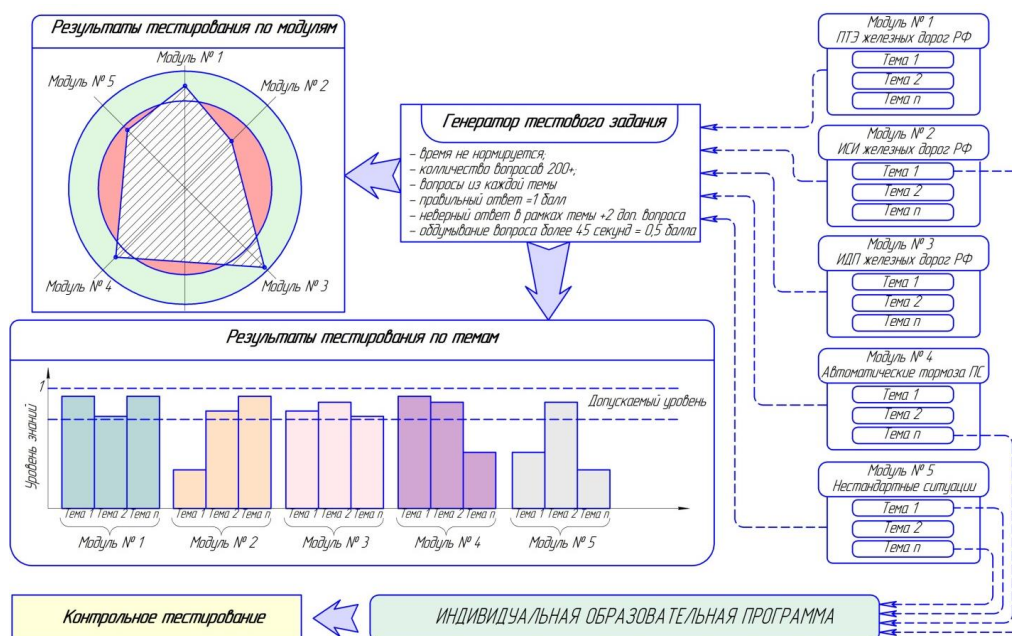 Результаты тестирования по модулям
Модуль № 1
Модуль № 5
Модуль № 2
Модуль № 4
Модуль № 3
Генератор тестового задания
– время не нормируется;
– колличество вопросов 200+;
– вопросы из каждой темы
– правильный ответ =1 балл
– неверный ответ в рамках темы +2 доп. вопроса
– обдумывание вопроса более 45 секунд = 0,5 балла
Модуль № 1
ПТЭ железных дорог РФ
Тема 1
Тема 2
Тема n
Модуль № 2
ИСИ железных дорог РФ
Тема 1
Тема 2
Тема n
Модуль № 3
ИДП железных дорог РФ
Тема 1
Тема 2
Тема n
Модуль № 4
Автоматические тормоза ПС
Тема 1
Тема 2
Тема n
Модуль № 5
Нестандартные ситуации
Тема 1
Тема 2
Тема n
Результаты тестирования по темам
1
Уровень знаний
Допускаемый уровень
Тема 1 Тема 2 Тема n Тема 1 Тема 2 Тема n Тема 1 Тема 2 Тема n Тема 1 Тема 2 Тема n Тема 1 Тема 2 Тема n
Модуль № 1 Модуль № 2 Модуль № 3 Модуль № 4 Модуль № 5
Контрольное тестирование
ИНДИВИДУАЛЬНАЯ ОБРАЗОВАТЕЛЬНАЯ ПРОГРАММА